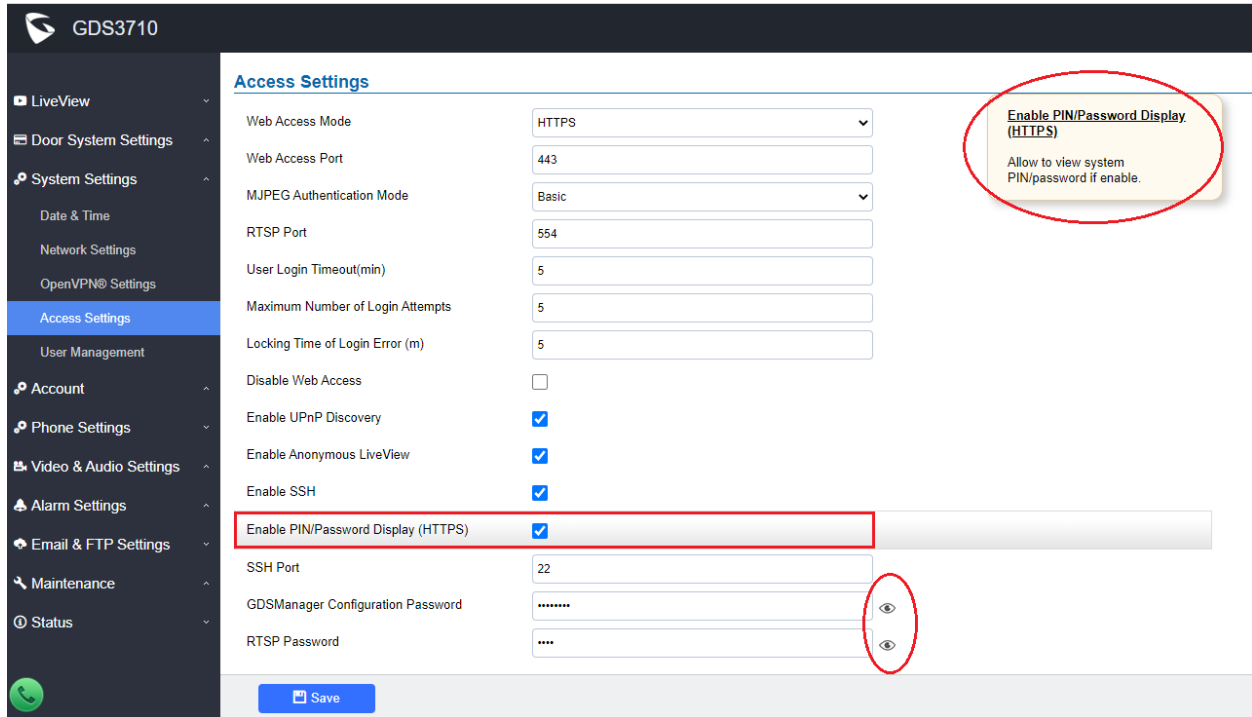 GDS3710
LiveView
Door System Settings
System Settings
Date & Time
Network Settings
OpenVPN® Settings
Access Settings
User Management
Account
Phone Settings
Video & Audio Settings
Alarm Settings
Email & FTP Settings
Maintenance
Status
Access Settings
Web Access Mode HTTPS
Web Access Port 443
MJPEG Authentication Mode Basic
RTSP Port 554
User Login Timeout(min) 5
Maximum Number of Login Attempts 5
Locking Time of Login Error (m) 5
Disable Web Access
Enable UPnP Discovery
Enable Anonymous LiveView
Enable SSH
Enable PIN/Password Display (HTTPS)
SSH Port 22
GDSManager Configuration Password ••••••••
RTSP Password ••••
Save
Enable PIN/Password Display
(HTTPS)
Allow to view system
PIN/password if enable.